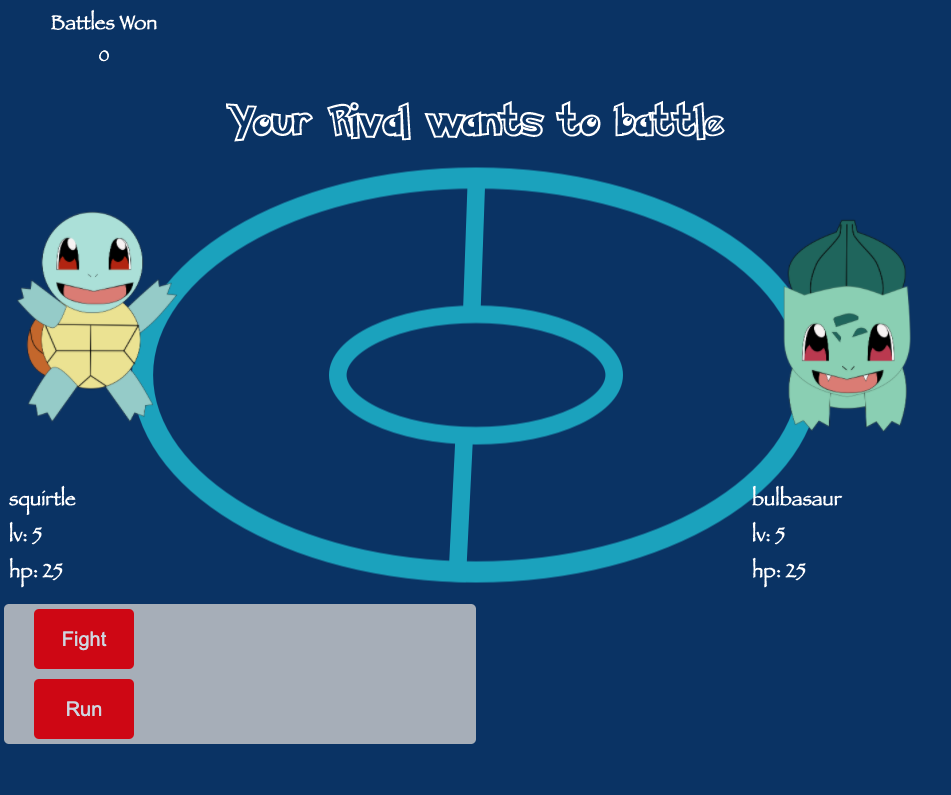 Battles Won
0
Your Rival wants to battle
squirtle
lv: 5
hp: 25
bulbasaur
lv: 5
hp: 25
Fight
Run